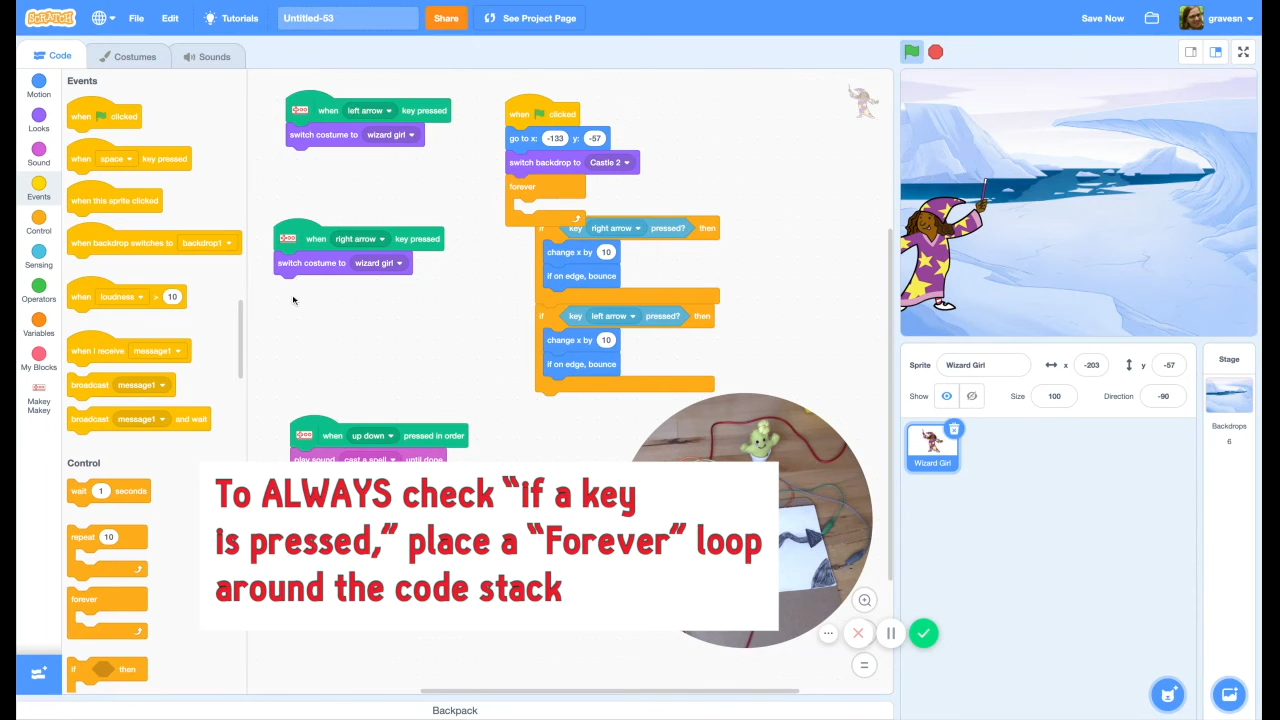 SCRATCH File Edit Tutorials Untitled-53 Share See Project Page Save Now gravesn
Code Costumes Sounds
Motion
Looks
Sound
Events
Control
Sensing
Operators
Variables
My Blocks
Makey
Makey
Events
when clicked
when space key pressed
when this sprite clicked
when backdrop switches to backdrop1
when loudness > 10
when I receive message1
broadcast message1
broadcast message1 and wait
Control
wait 1 seconds
repeat 10
forever
if then
when left arrow key pressed
switch costume to wizard girl
when right arrow key pressed
switch costume to wizard girl
when up down pressed in order
play sound cast a spell until done
when clicked
go to x: -133 y: -57
switch backdrop to Castle 2
forever
if key right arrow pressed? then
change x by 10
if on edge, bounce
if key left arrow pressed? then
change x by 10
if on edge, bounce
To ALWAYS check “if a key
is pressed,” place a “Forever” loop
around the code stack
Sprite Wizard Girl x -203 y -57
Show Size 100 Direction -90
Wizard Girl
Stage
Backdrops
6
Backpack